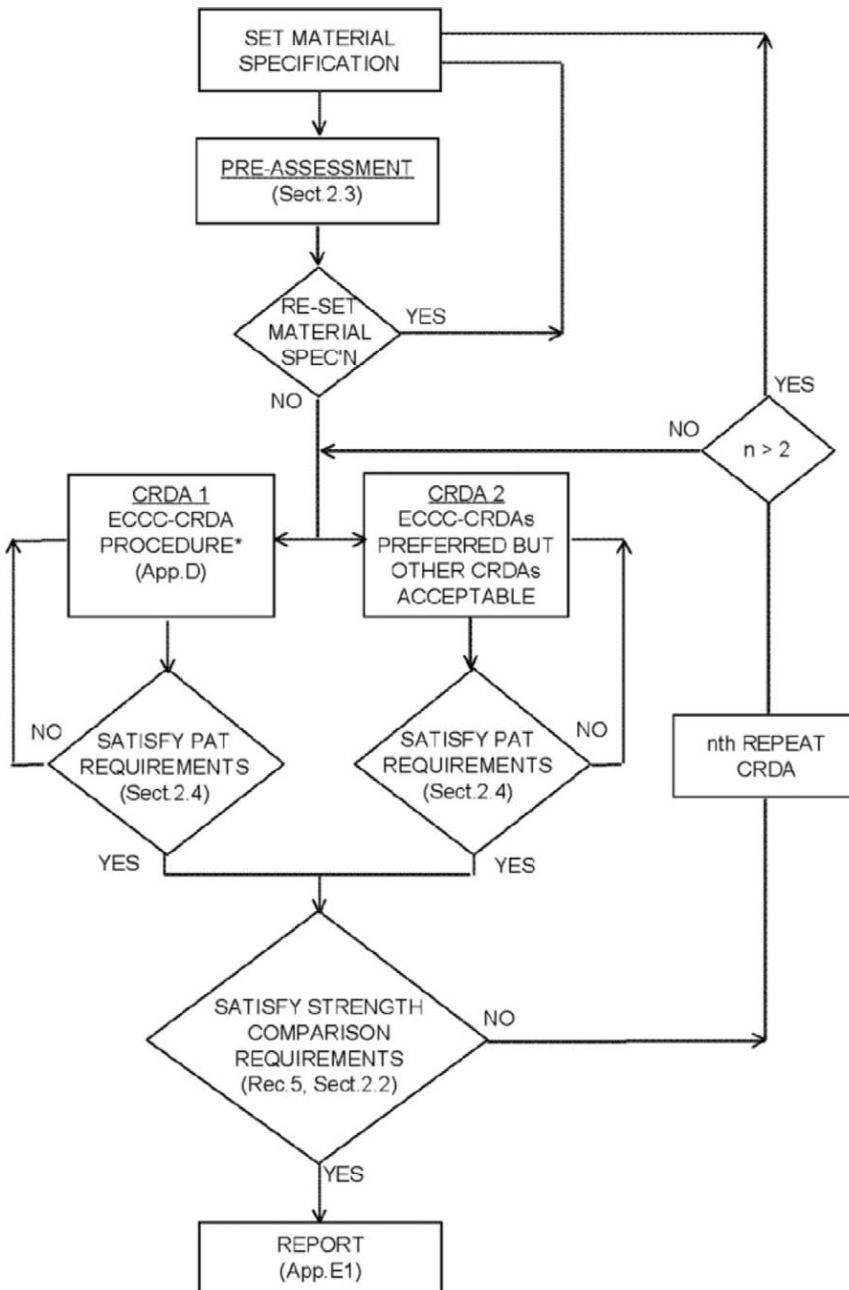 SET MATERIAL
SPECIFICATION
PRE-ASSESSMENT
(Sect.2.3)
RE-SET
MATERIAL
SPEC'N
YES
NO
YES
n > 2
NO
CRDA 1
ECCC-CRDA
PROCEDURE*
(App.D)
CRDA 2
ECCC-CRDAs
PREFERRED BUT
OTHER CRDAs
ACCEPTABLE
NO
SATISFY PAT
REQUIREMENTS
(Sect.2.4)
YES
SATISFY PAT
REQUIREMENTS
(Sect.2.4)
NO
YES
nth REPEAT
CRDA
SATISFY STRENGTH
COMPARISON
REQUIREMENTS
(Rec.5, Sect.2.2)
NO
YES
REPORT
(App.E1)